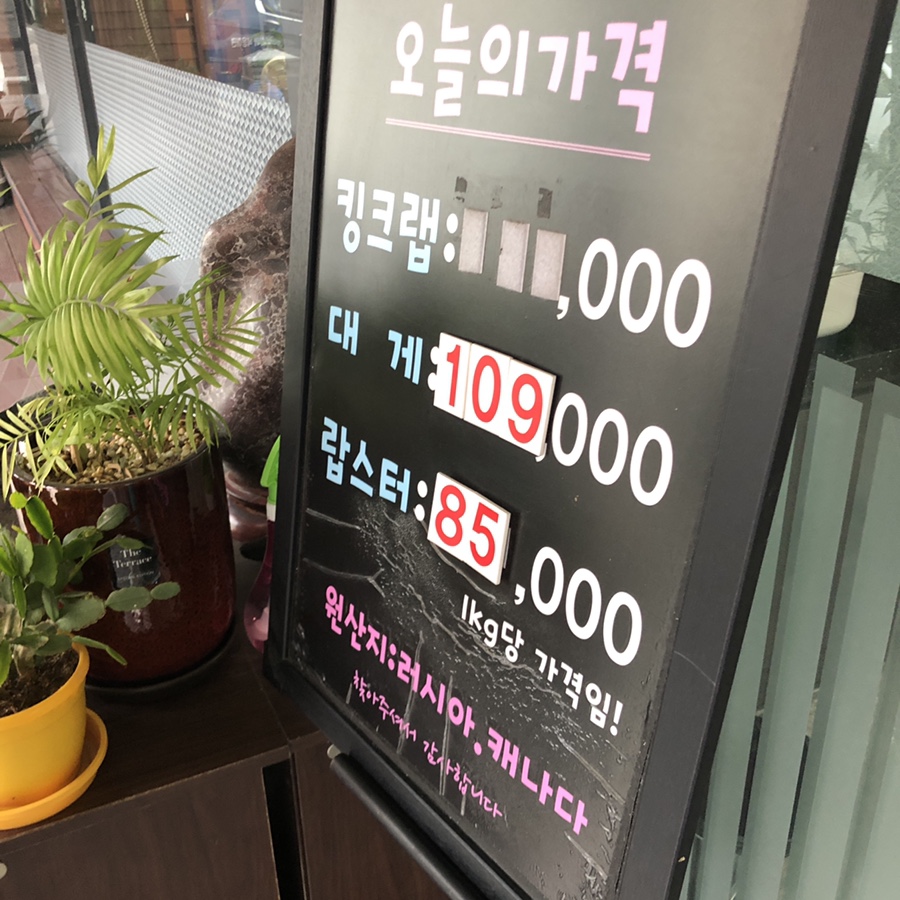 오늘의가격
킹크랩: ,000
대 게:109,000
랍스터:85,000
1kg당 가격임!
원산지:러시아.캐나다
찾아주셔서 감사합니다
The
Terrace